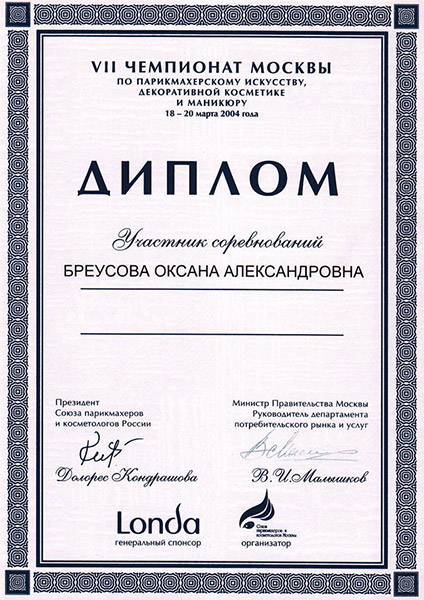 VII ЧЕМПИОНАТ МОСКВЫ
ПО ПАРИКМАХЕРСКОМУ ИСКУССТВУ,
ДЕКОРАТИВНОЙ КОСМЕТИКЕ
И МАНИКЮРУ
18 – 20 марта 2004 года
ДИПЛОМ
Участник соревнований
БРЕУСОВА ОКСАНА АЛЕКСАНДРОВНА
Президент
Союза парикмахеров
и косметологов России
Долорес Кондрашова
Министр Правительства Москвы
Руководитель департамента
потребительского рынка и услуг
В.И.Малышков
Londa
генеральный спонсор
Союз
парикмахеров и
косметологов Москвы
организатор